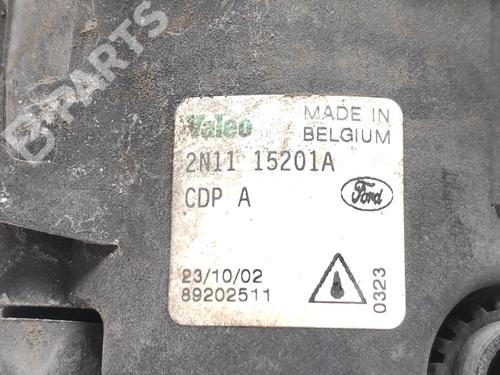 B-PARTS
Valeo
MADE IN
BELGIUM
2N11 15201A
CDP A
Ford
23/10/02
89202511
0323